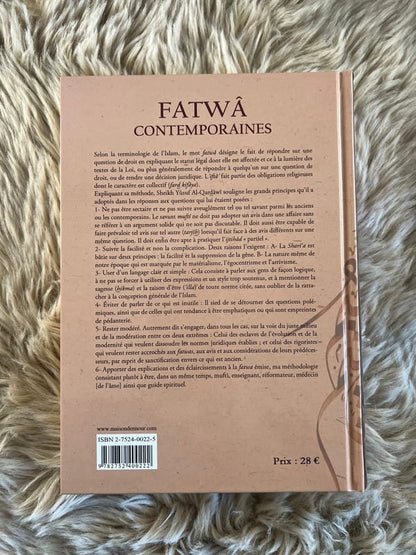 FATWÂ
CONTEMPORAINES
Selon la terminologie de l'Islam, le mot fatwâ désigne le fait de répondre sur une
question de droit en expliquant le statut légal dont elle est affectée et ce à la lumière
des textes de la Loi, ou plus généralement de répondre à quelqu'un sur une question
de droit, ou de rendre une décision juridique. L'iftâ' fait partie des obligations religieuses
dont le caractère est collectif (fard kifâya).
Expliquant sa méthode, Sheikh Yûsuf Al-Qardâwî souligne les grands principes qu'il a
adoptés dans les réponses aux questions qui lui étaient posées :
1- Ne pas être sectaire et ne pas suivre aveuglement tel ou tel savant parmi les anciens
ou les contemporains. Le savant muftî ne doit pas adopter un avis dans une affaire sans
se référer à un argument solide qui ne soit pas discutable. Il doit aussi être capable de
faire prévaloir tel avis sur tel autre (tarjîh) lorsqu'il fait face à des avis différents sur une
même question. Il doit enfin être apte à pratiquer l'ijtihâd « partiel ».
2- Suivre la facilité et non la complication. Deux raisons l'exigent : A- La Sharî'a est
bâtie sur deux principes : la facilité et la suppression de la gêne. B- La nature même de
notre époque qui est marquée par le matérialisme, l'égocentrisme et l'arrivisme.
3- User d'un langage clair et simple : Cela consiste à parler aux gens de façon logique,
à ne pas se forcer à utiliser des expressions et un style trop soutenus, et à mentionner la
sagesse (hikma) et la raison d'être ('illa) de toute norme citée, sans oublier de la ratta-
cher à la conception générale de l'Islam.
4- Éviter de parler de ce qui est inutile : Il sied de se détourner des questions polé-
miques, ainsi que de celles qui ont tendance à être emphatiques ou qui sont empreintes
de pédanterie.
5- Rester modéré. Autrement dit s'engager, dans tous les cas, sur la voie du juste milieu
et de la modération entre ces deux extrêmes : Celui des esclaves de l'évolution et de la
modernité qui veulent dissoudre les normes juridiques établies ; et celui des rigoristes -
qui veulent rester accrochés aux fatwas, aux avis et aux considérations de leurs prédéces-
seurs, par esprit de sanctification envers ce qui est ancien.
6- Apporter des explications et des éclaircissements à la fatwa émise, ma méthodologie
consistant plutôt à être, dans un même temps, muftî, enseignant, réformateur, médecin
[de l'âme] ainsi que guide spirituel.
www.maisondennour.com
ISBN 2-7524-0022-5
9 782752 400222
Prix : 28 €